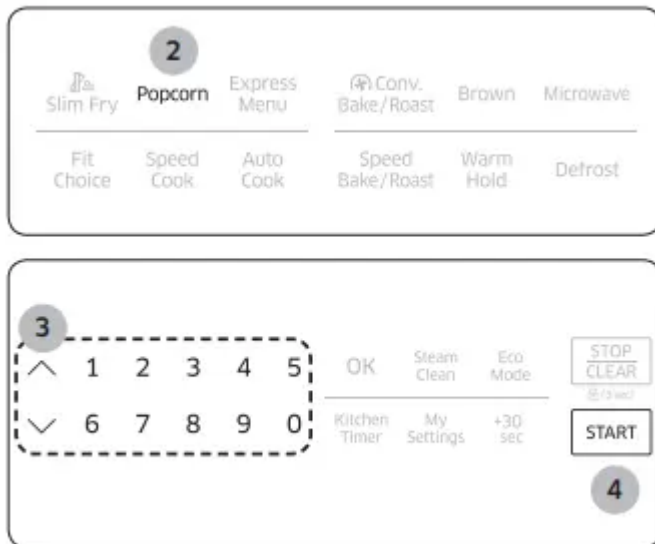 2
Slim Fry Popcorn Express Menu Conv. Bake/Roast Brown Microwave
Fit Choice Speed Cook Auto Cook Speed Bake/Roast Warm Hold Defrost
3
1 2 3 4 5 OK Steam Clean Eco Mode STOP CLEAR
6 7 8 9 0 Kitchen Timer My Settings +30 sec START
4